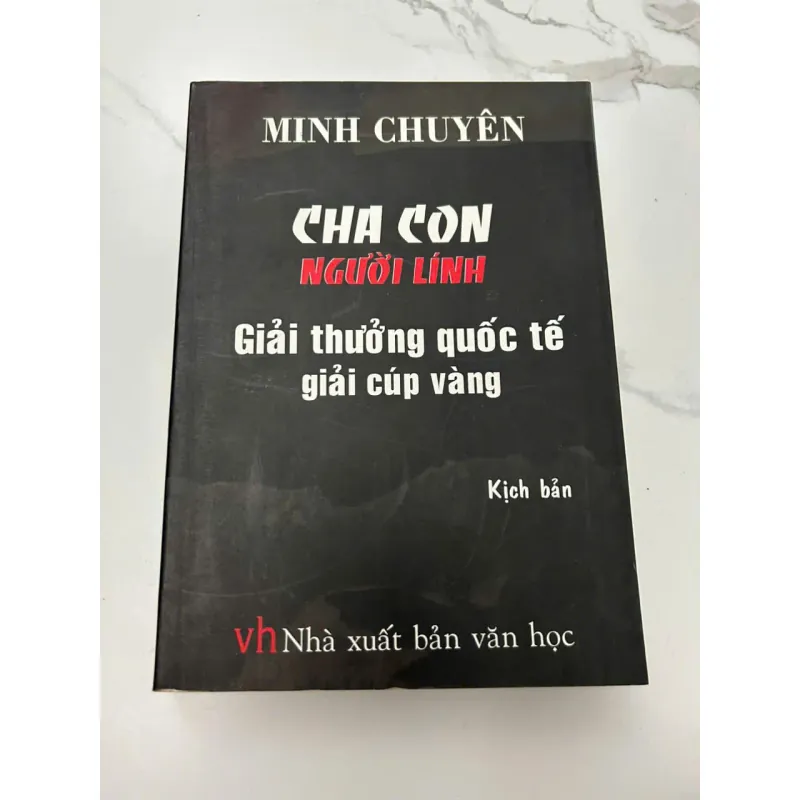 MINH CHUYÊN
CHA CON
NGƯỜI LÍNH
Giải thưởng quốc tế
giải cúp vàng
Kịch bản
vh Nhà xuất bản văn học